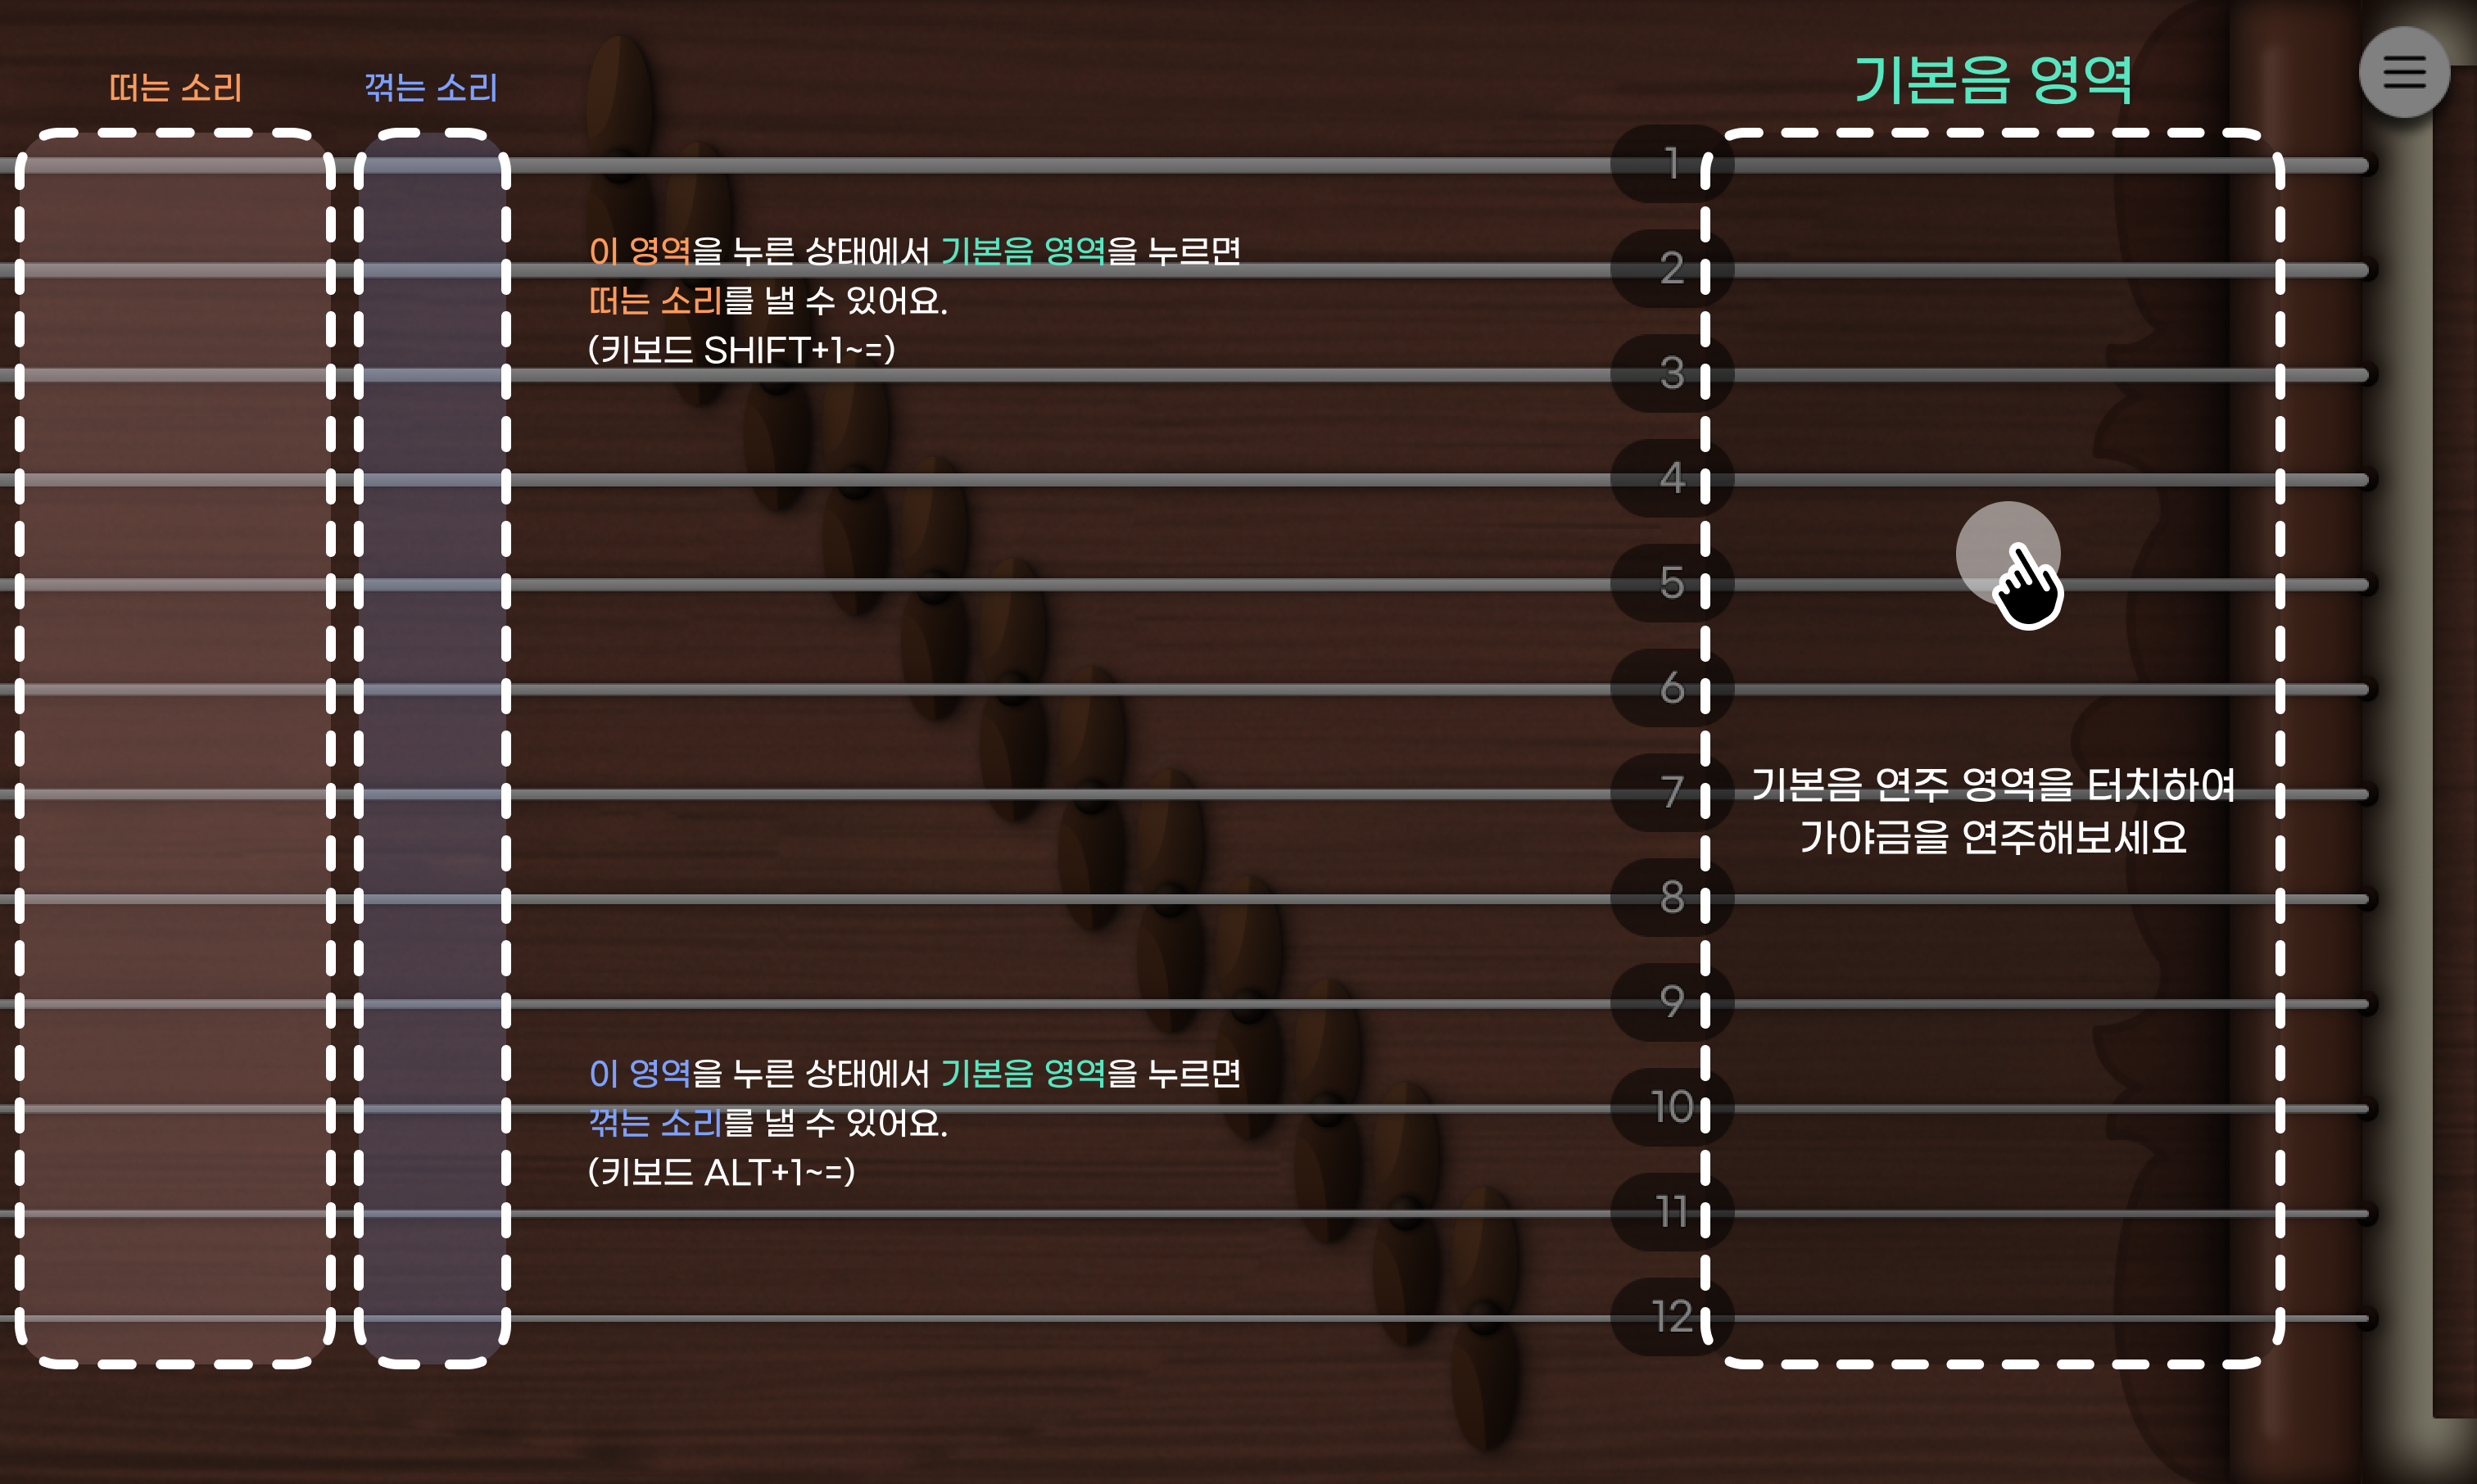 떠는 소리
꺾는 소리
기본음 영역
1
2
3
4
5
6
7
8
9
10
11
12
이 영역을 누른 상태에서 기본음 영역을 누르면
떠는 소리를 낼 수 있어요.
(키보드 SHIFT+1~=)
기본음 연주 영역을 터치하여
가야금을 연주해보세요
이 영역을 누른 상태에서 기본음 영역을 누르면
꺾는 소리를 낼 수 있어요.
(키보드 ALT+1~=)